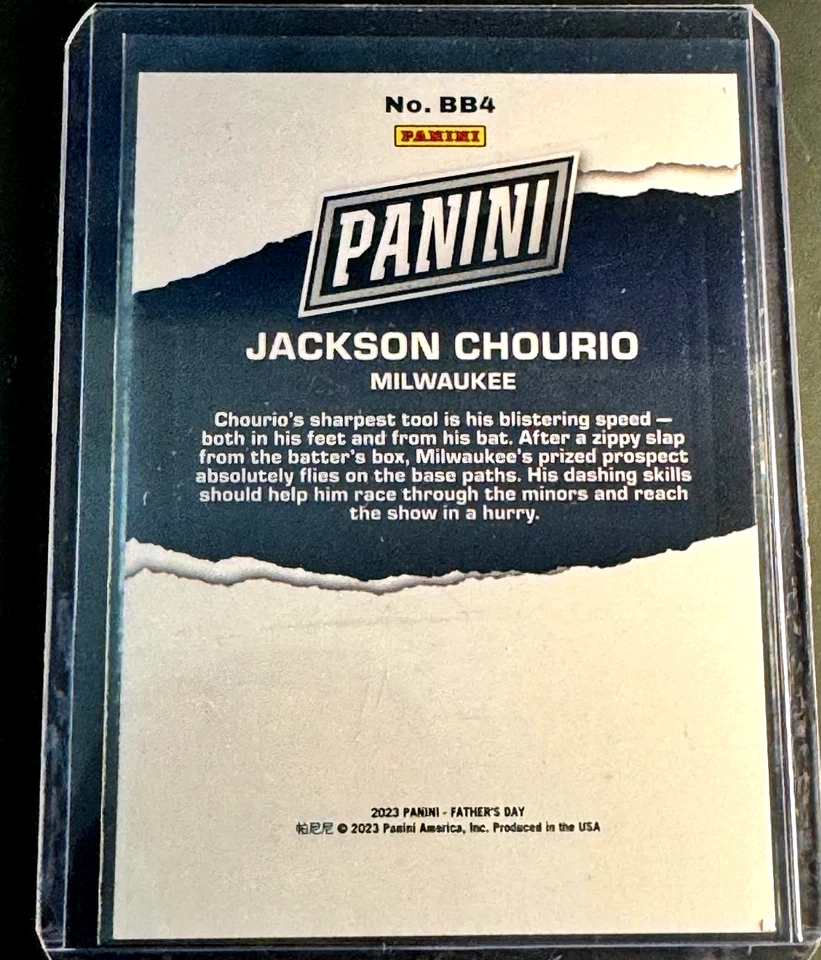 No. BB4
PANINI
PANINI
JACKSON CHOURIO
MILWAUKEE
Chourio's sharpest tool is his blistering speed —
both in his feet and from his bat. After a zippy slap
from the batter's box, Milwaukee's prized prospect
absolutely flies on the base paths. His dashing skills
should help him race through the minors and reach
the show in a hurry.
2023 PANINI - FATHER'S DAY
帕尼尼 © 2023 Panini America, Inc. Produced in the USA